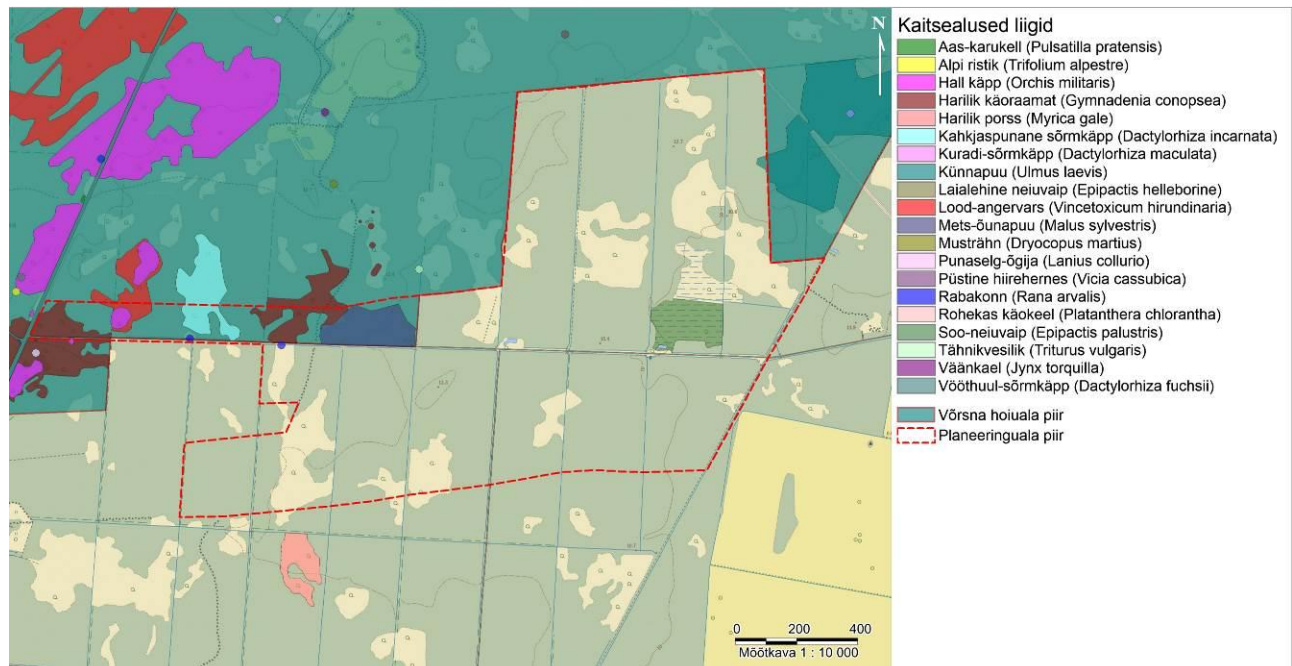 N
Kaitsealused liigid
Aas-karukell (Pulsatilla pratensis)
Alpi ristik (Trifolium alpestre)
Hall käpp (Orchis militaris)
Harilik käoraamat (Gymnadenia conopsea)
Harilik porss (Myrica gale)
Kahkjaspunane sõrmkäpp (Dactylorhiza incarnata)
Kuradi-sõrmkäpp (Dactylorhiza maculata)
Künnapuu (Ulmus laevis)
Laialehine neiuvaip (Epipactis helleborine)
Lood-angervars (Vincetoxicum hirundinaria)
Mets-õunapuu (Malus sylvestris)
Musträhn (Dryocopus martius)
Punaselg-õgija (Lanius collurio)
Püstine hiirehernes (Vicia cassubica)
Rabakonn (Rana arvalis)
Rohekas käokeel (Platanthera chlorantha)
Soo-neiuvaip (Epipactis palustris)
Tähnikvesilik (Triturus vulgaris)
Väänkael (Jynx torquilla)
Vööthuul-sõrmkäpp (Dactylorhiza fuchsii)
Võrsna hoiuala piir
Planeeringuala piir
0 200 400
Mõõtkava 1 : 10 000